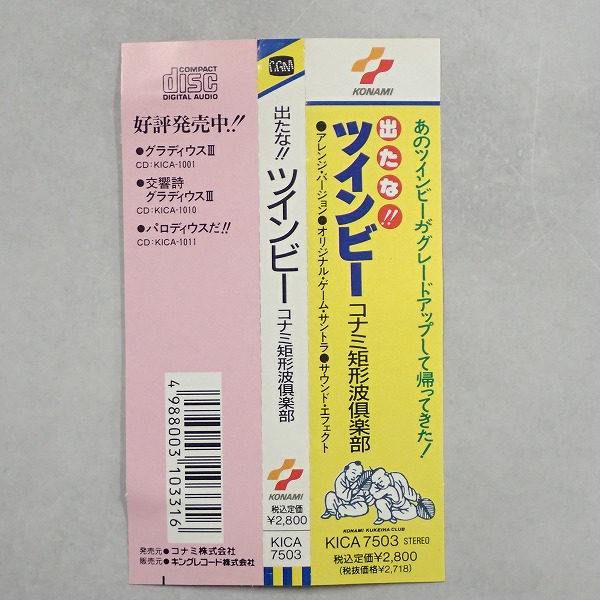 COMPACT
disc
DIGITAL AUDIO
好評発売中!!
●グラディウスⅢ
CD:KICA-1001
●交響詩
グラディウスⅢ
CD:KICA-1010
●パロディウスだ!!
CD:KICA-1011
4988003103316
発売元●コナミ株式会社
販売元●キングレコード株式会社
出たな!! ツインビー コナミ矩形波倶楽部
KONAMI
税込定価
¥2,800
KICA
7503
KONAMI
あのツインビーがグレードアップして帰ってきた!
出たな!!
ツインビー コナミ矩形波倶楽部
●アレンジ・バージョン●オリジナル・ゲーム・サントラ●サウンド・エフェクト
KONAMI KUKEIHA CLUB
KICA 7503 STEREO
税込定価¥2,800
(税抜価格¥2,718)